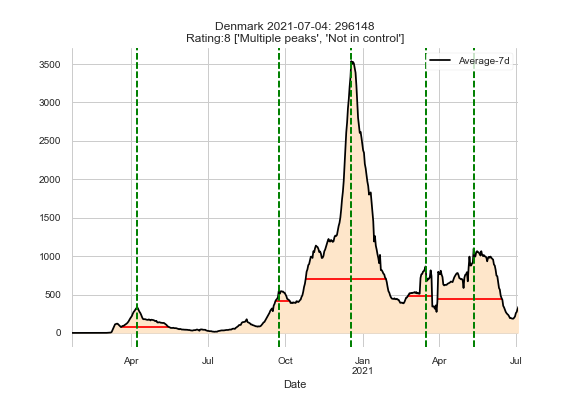 Denmark 2021-07-04: 296148
Rating:8 ['Multiple peaks', 'Not in control']
Average-7d
3500
3000
2500
2000
1500
1000
500
0
Apr Jul Oct Jan Apr Jul
2021
Date